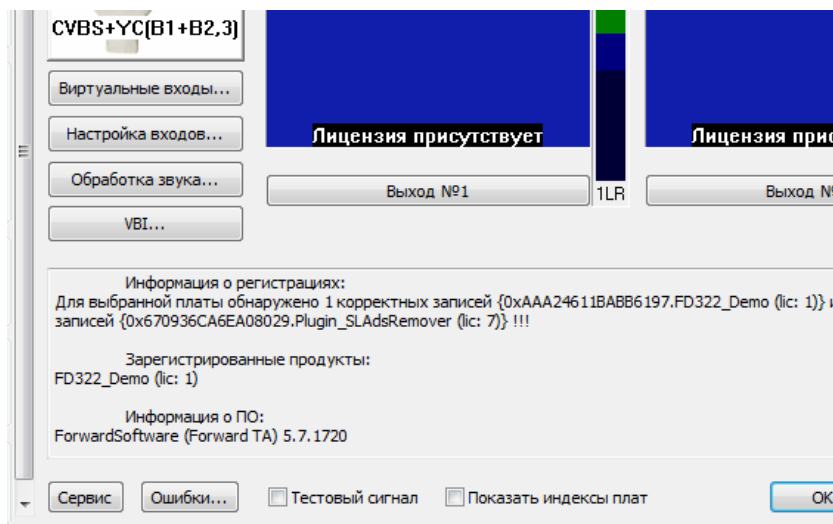 CVBS+YC(B1+B2,3)
Виртуальные входы...
Настройка входов...
Обработка звука...
VBI...
Лицензия присутствует
Выход №1
1LR
Лицензия
Выход
Информация о регистрациях:
Для выбранной платы обнаружено 1 корректных записей {0xAAA24611BABB6197.FD322_Demo (lic: 1)} и
записей {0x670936CA6EA08029.Plugin_SLAdsRemover (lic: 7)} !!!
Зарегистрированные продукты:
FD322_Demo (lic: 1)
Информация о ПО:
ForwardSoftware (Forward TA) 5.7.1720
Сервис
Ошибки...
Тестовый сигнал
Показать индексы плат
OK